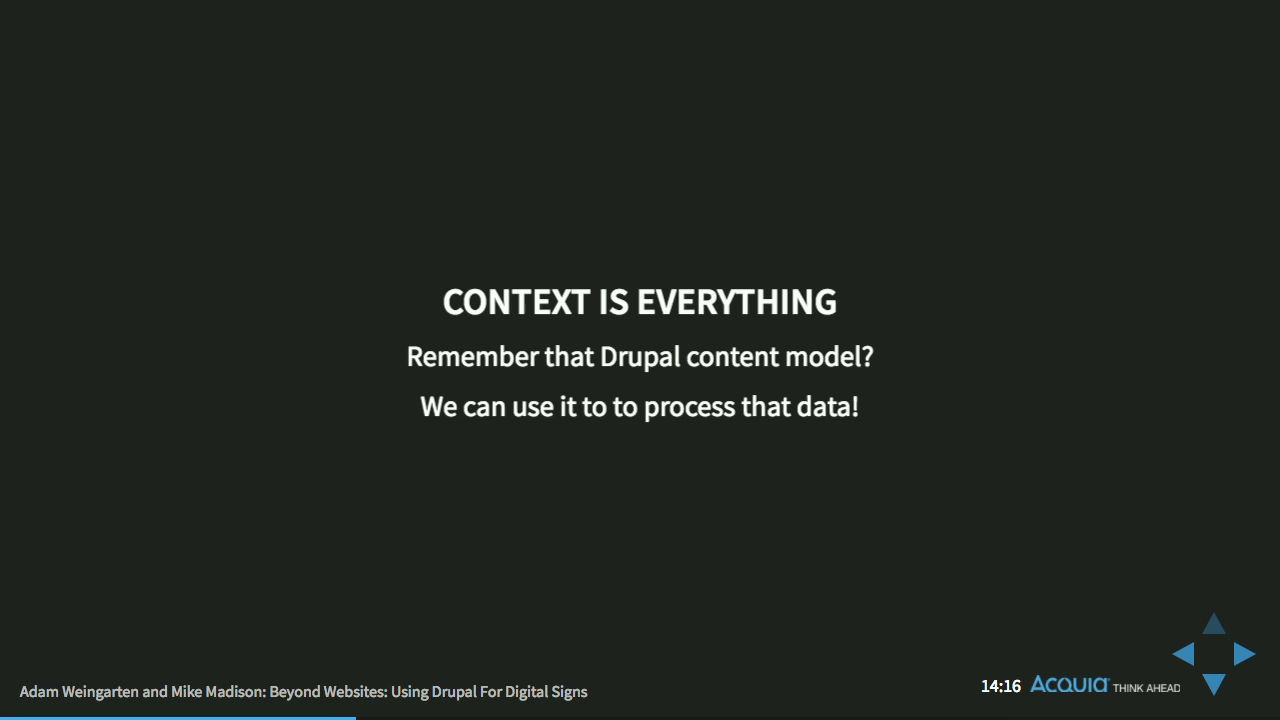 CONTEXT IS EVERYTHING
Remember that Drupal content model?
We can use it to to process that data!
Adam Weingarten and Mike Madison: Beyond Websites: Using Drupal For Digital Signs
14:16 Acquia THINK AHEAD